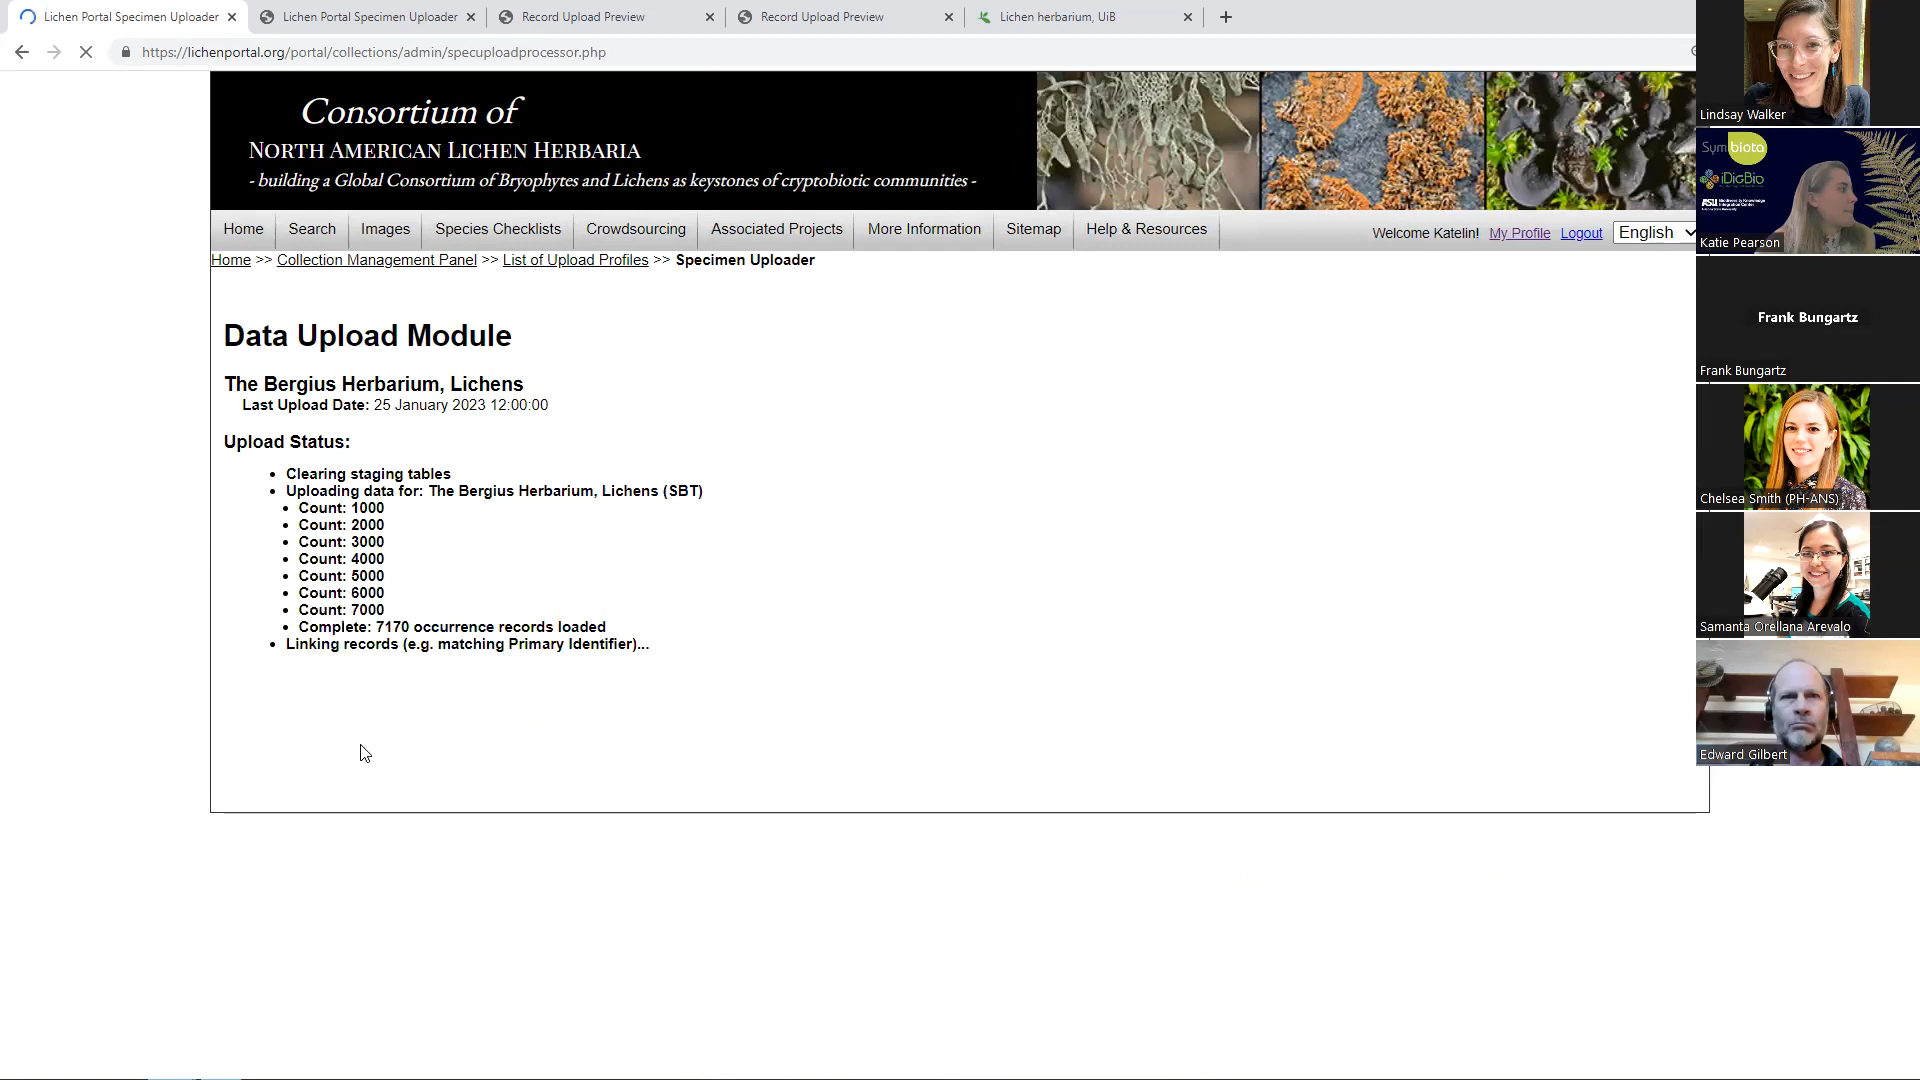 Lichen Portal Specimen Uploader
Lichen Portal Specimen Uploader
Record Upload Preview
Record Upload Preview
Lichen herbarium, UiB
https://lichenportal.org/portal/collections/admin/specuploadprocessor.php
Consortium of
NORTH AMERICAN LICHEN HERBARIA
- building a Global Consortium of Bryophytes and Lichens as keystones of cryptobiotic communities -
Home Search Images Species Checklists Crowdsourcing Associated Projects More Information Sitemap Help & Resources
Welcome Katelin! My Profile Logout English
Home >> Collection Management Panel >> List of Upload Profiles >> Specimen Uploader
Data Upload Module
The Bergius Herbarium, Lichens
Last Upload Date: 25 January 2023 12:00:00
Upload Status:
Clearing staging tables
Uploading data for: The Bergius Herbarium, Lichens (SBT)
Count: 1000
Count: 2000
Count: 3000
Count: 4000
Count: 5000
Count: 6000
Count: 7000
Complete: 7170 occurrence records loaded
Linking records (e.g. matching Primary Identifier)...
Lindsay Walker
Symbiota
iDigBio
ASU
Katie Pearson
Frank Bungartz
Frank Bungartz
Chelsea Smith (PH-ANS)
Samanta Orellana Arevalo
Edward Gilbert